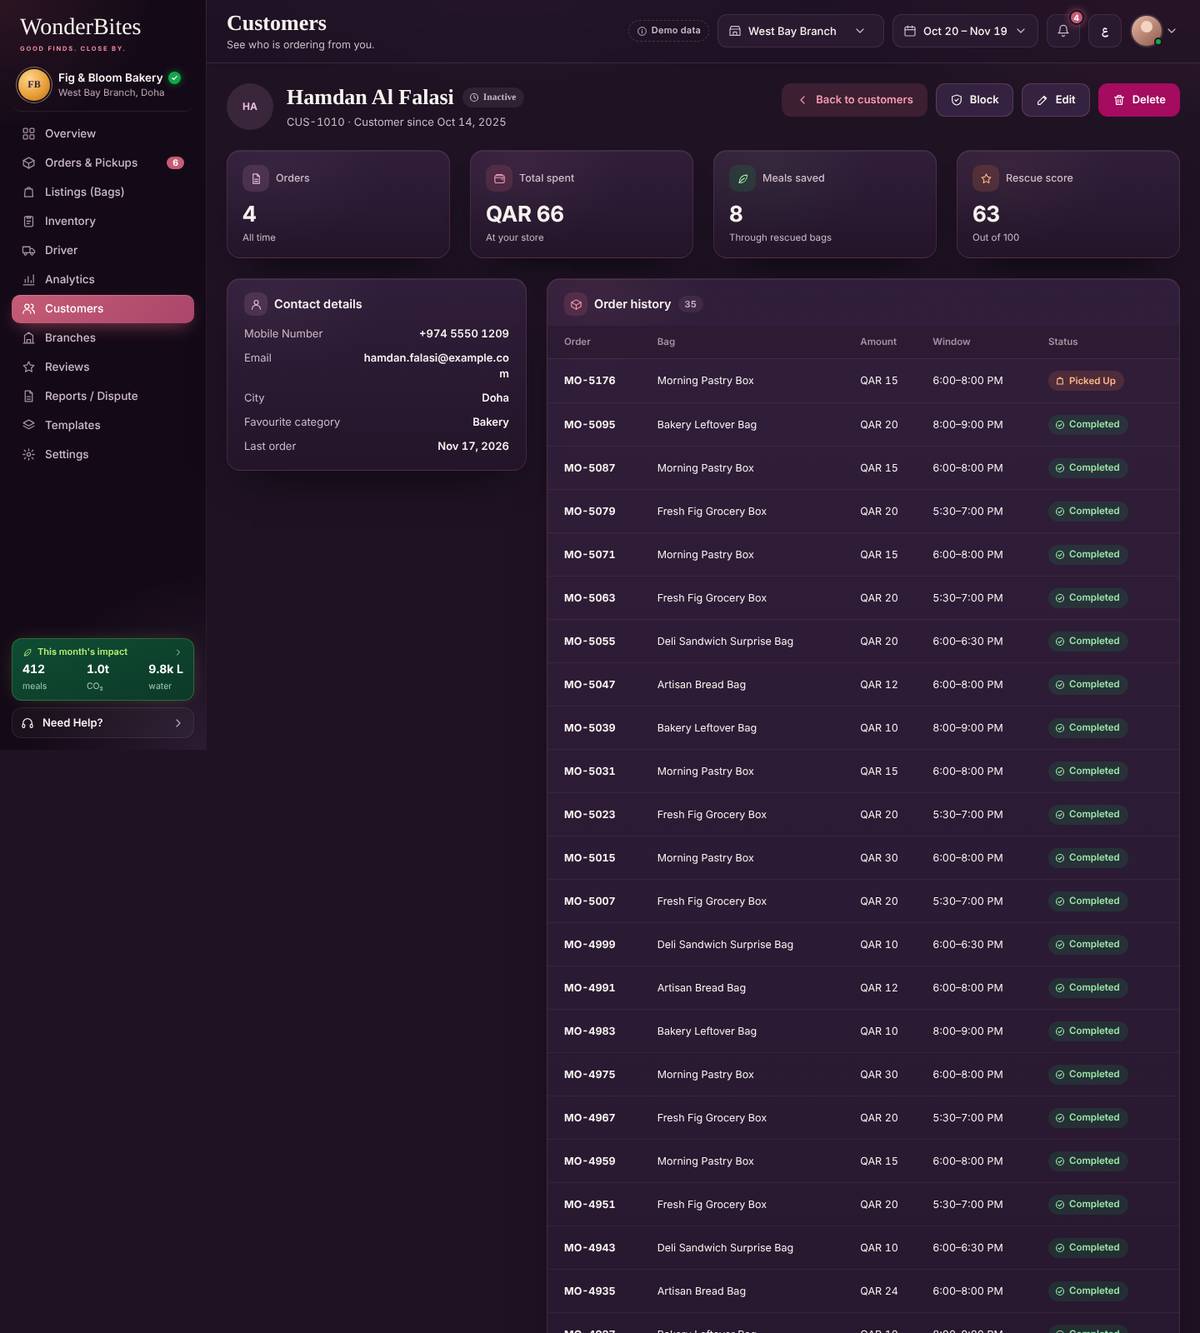 WonderBites
GOOD FINDS. CLOSE BY.
FB
Fig & Bloom Bakery
West Bay Branch, Doha
Overview
Orders & Pickups 6
Listings (Bags)
Inventory
Driver
Analytics
Customers
Branches
Reviews
Reports / Dispute
Templates
Settings
This month's impact
412 1.0t 9.8k L
meals CO₂ water
Need Help?
Customers
See who is ordering from you.
Demo data
West Bay Branch
Oct 20 – Nov 19
4
ع
HA
Hamdan Al Falasi
Inactive
CUS-1010 · Customer since Oct 14, 2025
Back to customers
Block
Edit
Delete
Orders
4
All time
Total spent
QAR 66
At your store
Meals saved
8
Through rescued bags
Rescue score
63
Out of 100
Contact details
Mobile Number +974 5550 1209
Email hamdan.falasi@example.co
m
City Doha
Favourite category Bakery
Last order Nov 17, 2026
Order history 35
Order Bag Amount Window Status
MO-5176 Morning Pastry Box QAR 15 6:00–8:00 PM Picked Up
MO-5095 Bakery Leftover Bag QAR 20 8:00–9:00 PM Completed
MO-5087 Morning Pastry Box QAR 15 6:00–8:00 PM Completed
MO-5079 Fresh Fig Grocery Box QAR 20 5:30–7:00 PM Completed
MO-5071 Morning Pastry Box QAR 15 6:00–8:00 PM Completed
MO-5063 Fresh Fig Grocery Box QAR 20 5:30–7:00 PM Completed
MO-5055 Deli Sandwich Surprise Bag QAR 20 6:00–6:30 PM Completed
MO-5047 Artisan Bread Bag QAR 12 6:00–8:00 PM Completed
MO-5039 Bakery Leftover Bag QAR 10 8:00–9:00 PM Completed
MO-5031 Morning Pastry Box QAR 15 6:00–8:00 PM Completed
MO-5023 Fresh Fig Grocery Box QAR 20 5:30–7:00 PM Completed
MO-5015 Morning Pastry Box QAR 30 6:00–8:00 PM Completed
MO-5007 Fresh Fig Grocery Box QAR 20 5:30–7:00 PM Completed
MO-4999 Deli Sandwich Surprise Bag QAR 10 6:00–6:30 PM Completed
MO-4991 Artisan Bread Bag QAR 12 6:00–8:00 PM Completed
MO-4983 Bakery Leftover Bag QAR 10 8:00–9:00 PM Completed
MO-4975 Morning Pastry Box QAR 30 6:00–8:00 PM Completed
MO-4967 Fresh Fig Grocery Box QAR 20 5:30–7:00 PM Completed
MO-4959 Morning Pastry Box QAR 15 6:00–8:00 PM Completed
MO-4951 Fresh Fig Grocery Box QAR 20 5:30–7:00 PM Completed
MO-4943 Deli Sandwich Surprise Bag QAR 10 6:00–6:30 PM Completed
MO-4935 Artisan Bread Bag QAR 24 6:00–8:00 PM Completed